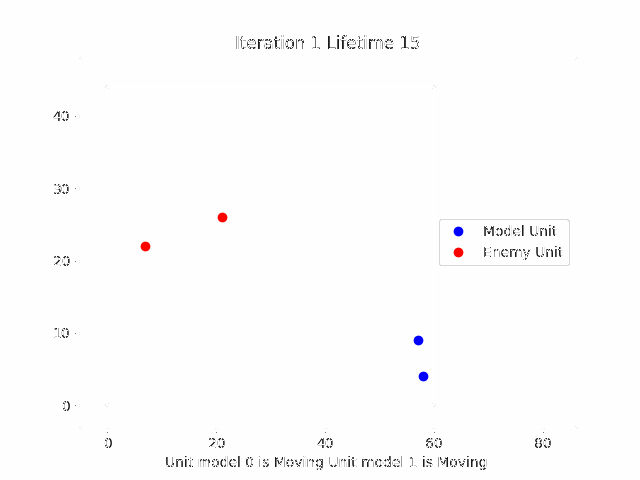 Iteration 1 Lifetime 15
40
30
20
10
0
Model Unit
Enemy Unit
0 20 40 60 80
Unit model 0 is Moving Unit model 1 is Moving